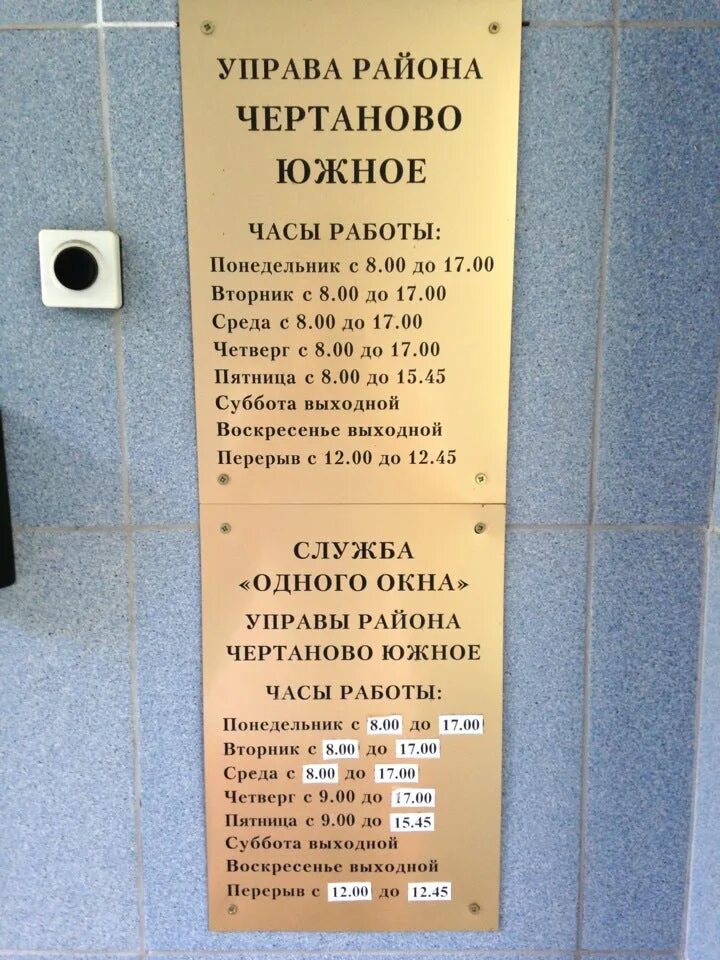 УПРАВА РАЙОНА
ЧЕРТАНОВО
ЮЖНОЕ
ЧАСЫ РАБОТЫ:
Понедельник с 8.00 до 17.00
Вторник с 8.00 до 17.00
Среда с 8.00 до 17.00
Четверг с 8.00 до 17.00
Пятница с 8.00 до 15.45
Суббота выходной
Воскресенье выходной
Перерыв с 12.00 до 12.45
СЛУЖБА
«ОДНОГО ОКНА»
УПРАВЫ РАЙОНА
ЧЕРТАНОВО ЮЖНОЕ
ЧАСЫ РАБОТЫ:
Понедельник с 8.00 до 17.00
Вторник с 8.00 до 17.00
Среда с 8.00 до 17.00
Четверг с 9.00 до 17.00
Пятница с 9.00 до 15.45
Суббота выходной
Воскресенье выходной
Перерыв с 12.00 до 12.45